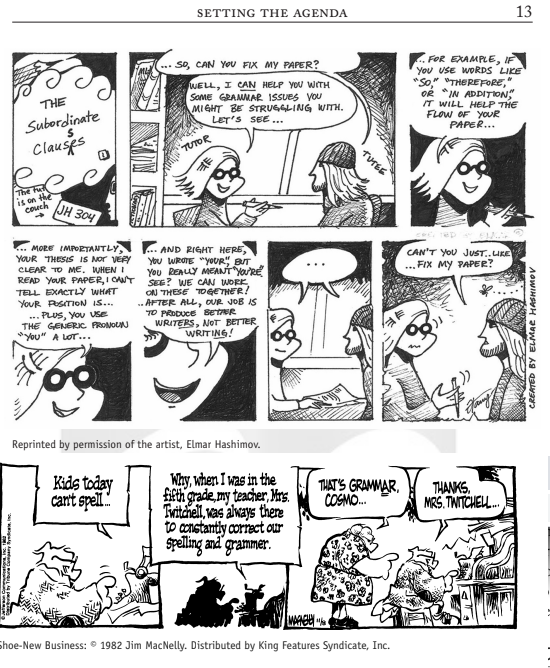 SETTING THE AGENDA
13
THE
Subordinate
Clauses
S
The tutor
is on the
couch
JH 304
... SO, CAN YOU FIX MY PAPER?
WELL, I CAN HELP YOU WITH
SOME GRAMMAR ISSUES YOU
MIGHT BE STRUGGLING WITH.
LET'S SEE...
TUTOR
TUTEE
... FOR EXAMPLE, IF
YOU USE WORDS LIKE
"SO," "THEREFORE,"
OR "IN ADDITION,"
IT WILL HELP THE
FLOW OF YOUR
PAPER...
... MORE IMPORTANTLY,
YOUR THESIS IS NOT VERY
CLEAR TO ME. WHEN I
READ YOUR PAPER, I CAN'T
TELL EXACTLY WHAT
YOUR POSITION IS...
... PLUS, YOU USE
THE GENERIC PRONOUN
"YOU" A LOT...
... AND RIGHT HERE,
YOU WROTE "YOUR," BUT
YOU REALLY MEANT "YOU'RE,"
SEE? WE CAN WORK
ON THESE TOGETHER!
...AFTER ALL, OUR JOB IS
TO PRODUCE BETTER
WRITERS, NOT BETTER
WRITING!
...
CAN'T YOU JUST..LIKE
...FIX MY PAPER?
CREATED BY ELMAR HASHIMOV
Reprinted by permission of the artist, Elmar Hashimov.
Kids today
can't spell...
Why, when I was in the
fifth grade, my teacher, Mrs.
Twitchell, was always there
to constantly correct our
spelling and grammer.
THAT'S GRAMMAR,
COSMO...
THANKS,
MRS. TWITCHELL...
MACNELLY
Shoe-New Business: © 1982 Jim MacNelly. Distributed by King Features Syndicate, Inc.